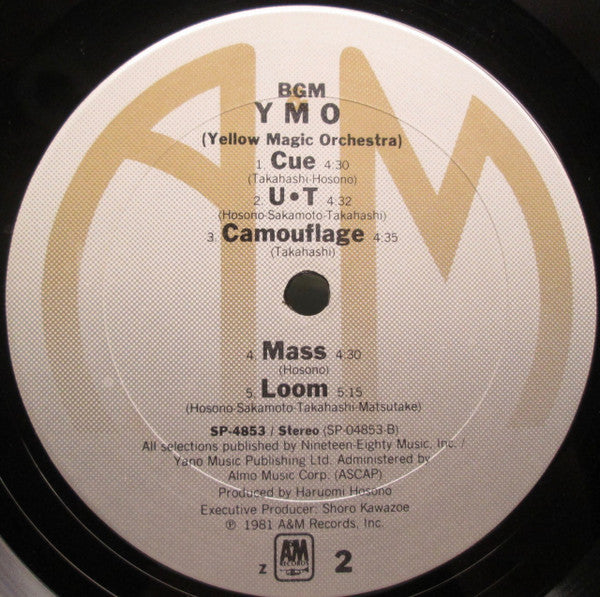 BGM
YMO
(Yellow Magic Orchestra)
1. Cue 4:30
(Takahashi-Hosono)
2. U•T 4:32
(Hosono-Sakamoto-Takahashi)
3. Camouflage 4:35
(Takahashi)
4. Mass 4:30
(Hosono)
5. Loom 5:15
(Hosono-Sakamoto-Takahashi-Matsutake)
SP-4853 / Stereo (SP-04853-B)
All selections published by Nineteen-Eighty Music, Inc. /
Yano Music Publishing Ltd. Administered by
Almo Music Corp. (ASCAP)
Produced by Haruomi Hosono
Executive Producer: Shoro Kawazoe
℗ 1981 A&M Records, Inc.
Z A&M RECORDS 2